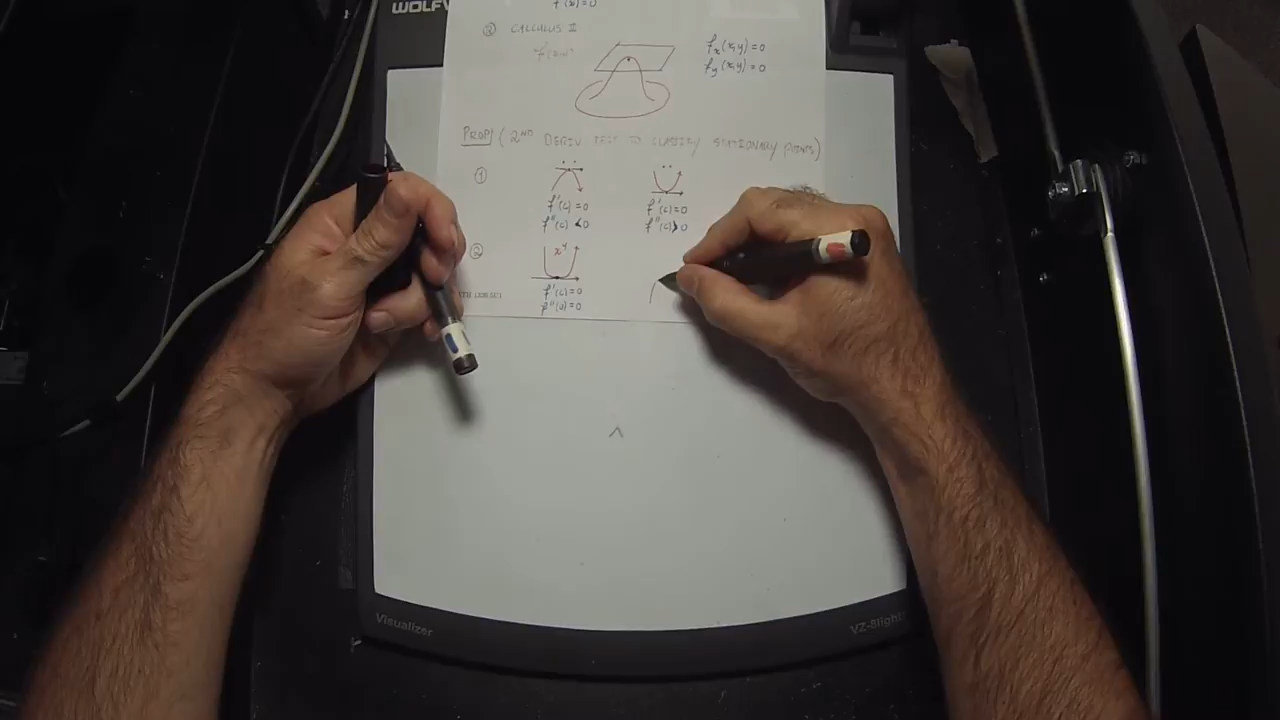 WOLFV
f'(x)=0
③ CALCULUS II
f(x,y)
fx(x,y)=0
fy(x,y)=0
PROP/ (2ND DERIV TEST TO CLASSIFY STATIONARY POINTS)
①
f'(c)=0
f''(c)<0
f'(c)=0
f''(c)>0
②
x⁴
f'(c)=0
f''(0)=0
Visualizer
VZ-8light